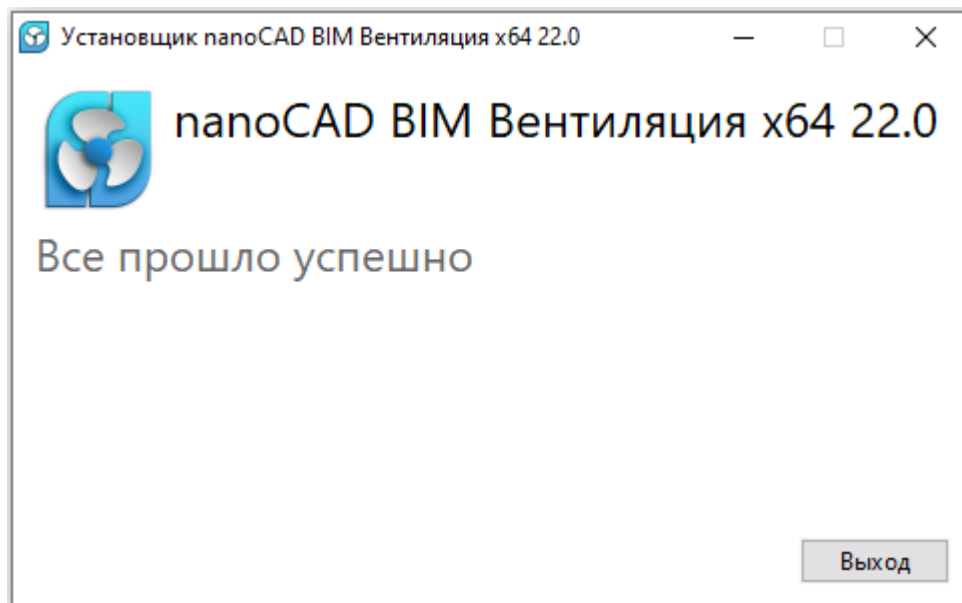 Установщик nanoCAD BIM Вентиляция x64 22.0
nanoCAD BIM Вентиляция x64 22.0
Все прошло успешно
Выход